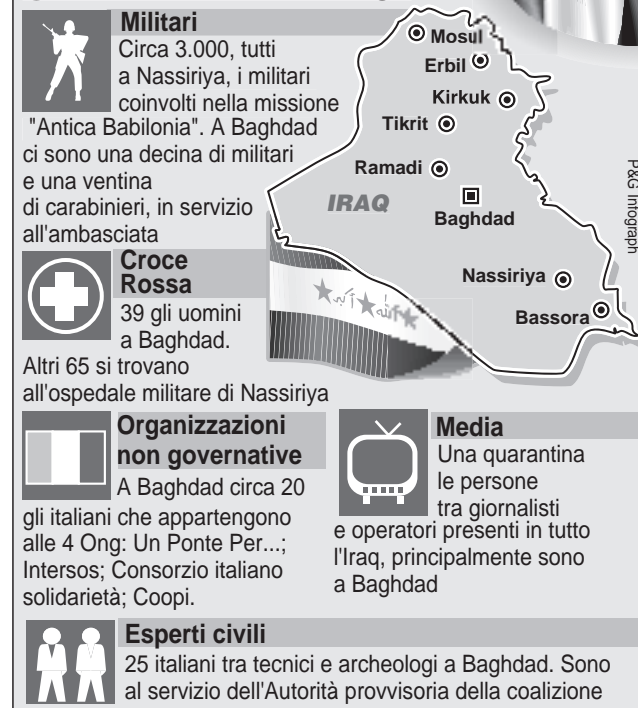 Militari
Circa 3.000, tutti
a Nassiriya, i militari
coinvolti nella missione
"Antica Babilonia". A Baghdad
ci sono una decina di militari
e una ventina
di carabinieri, in servizio
all'ambasciata
Mosul
Erbil
Kirkuk
Tikrit
Ramadi
IRAQ
Baghdad
Nassiriya
Bassora
الله أكبر
P&G Infograph
Croce
Rossa
39 gli uomini
a Baghdad.
Altri 65 si trovano
all'ospedale militare di Nassiriya
Organizzazioni
non governative
A Baghdad circa 20
gli italiani che appartengono
alle 4 Ong: Un Ponte Per...;
Intersos; Consorzio italiano
solidarietà; Coopi.
Media
Una quarantina
le persone
tra giornalisti
e operatori presenti in tutto
l'Iraq, principalmente sono
a Baghdad
Esperti civili
25 italiani tra tecnici e archeologi a Baghdad. Sono
al servizio dell'Autorità provvisoria della coalizione